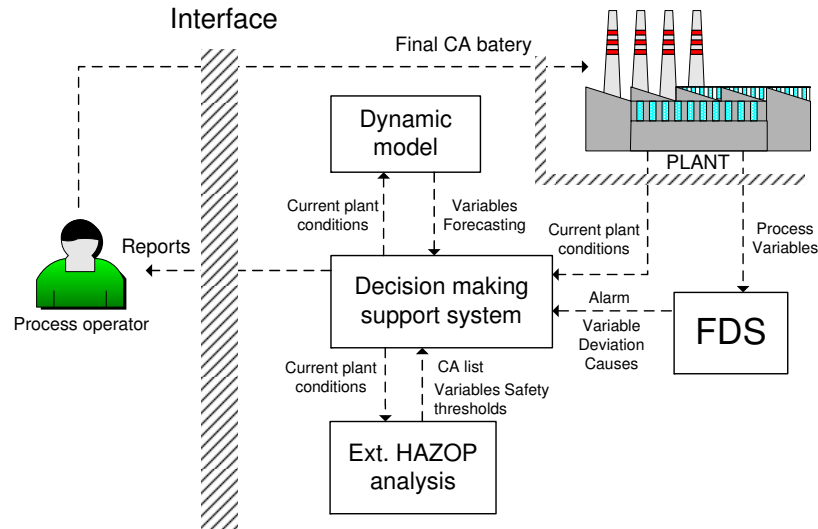 Interface
Final CA batery
Dynamic
model
PLANT
Current plant
conditions
Variables
Forecasting
Current plant
conditions
Process
Variables
Reports
Process operator
Decision making
support system
Alarm
Variable
Deviation
Causes
FDS
Current plant
conditions
CA list
Variables Safety
thresholds
Ext. HAZOP
analysis